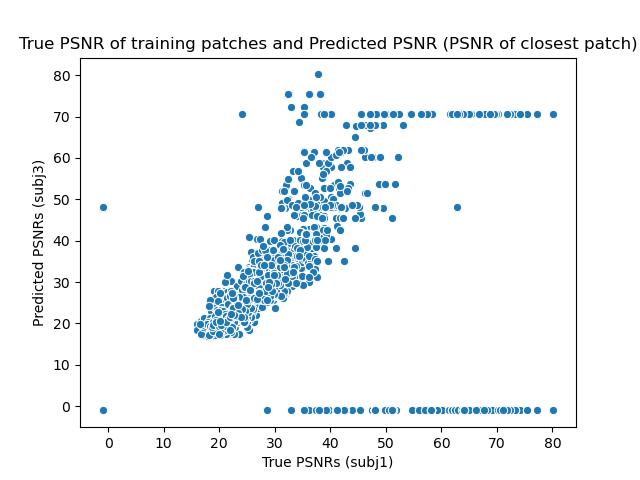 True PSNR of training patches and Predicted PSNR (PSNR of closest patch)
80
70
60
50
40
30
20
10
0
Predicted PSNRs (subj3)
0 10 20 30 40 50 60 70 80
True PSNRs (subj1)